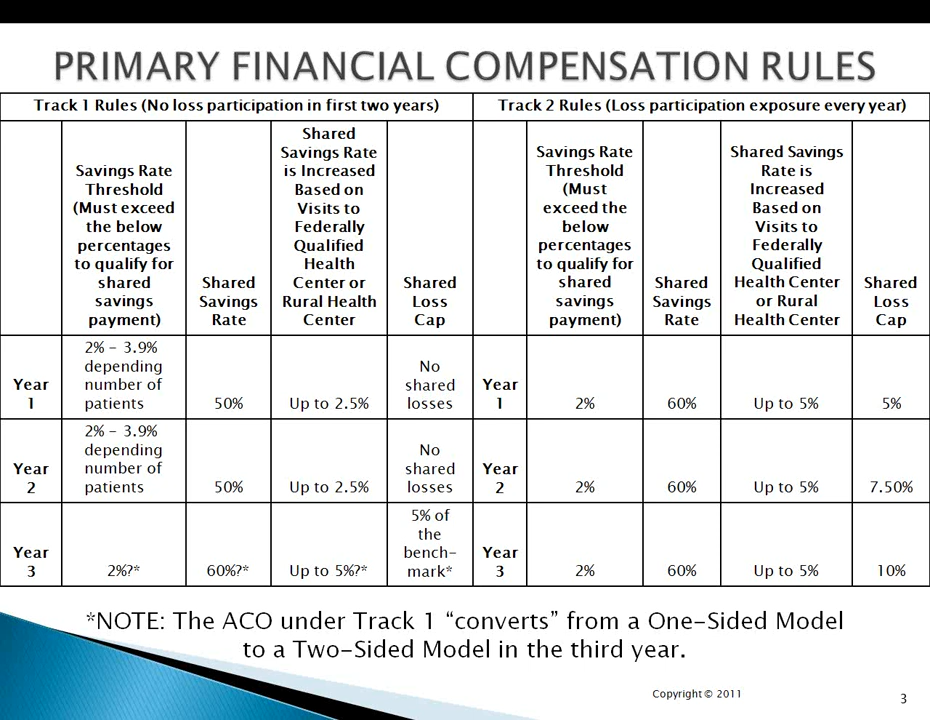 PRIMARY FINANCIAL COMPENSATION RULES
Track 1 Rules (No loss participation in first two years)
Track 2 Rules (Loss participation exposure every year)
Savings Rate
Threshold
(Must exceed
the below
percentages
to qualify for
shared
savings
payment)
Shared
Savings
Rate
Shared
Savings Rate
is Increased
Based on
Visits to
Federally
Qualified
Health
Center or
Rural Health
Center
Shared
Loss
Cap
Savings Rate
Threshold
(Must
exceed the
below
percentages
to qualify for
shared
savings
payment)
Shared
Savings
Rate
Shared Savings
Rate is
Increased
Based on
Visits to
Federally
Qualified
Health Center
or Rural
Health Center
Shared
Loss
Cap
Year
1
2% - 3.9%
depending
number of
patients
50%
Up to 2.5%
No
shared
losses
Year
1
2%
60%
Up to 5%
5%
Year
2
2% - 3.9%
depending
number of
patients
50%
Up to 2.5%
No
shared
losses
Year
2
2%
60%
Up to 5%
7.50%
Year
3
2%?*
60%?*
Up to 5%?*
5% of
the
bench-
mark*
Year
3
2%
60%
Up to 5%
10%
*NOTE: The ACO under Track 1 “converts” from a One-Sided Model
to a Two-Sided Model in the third year.
Copyright © 2011
3